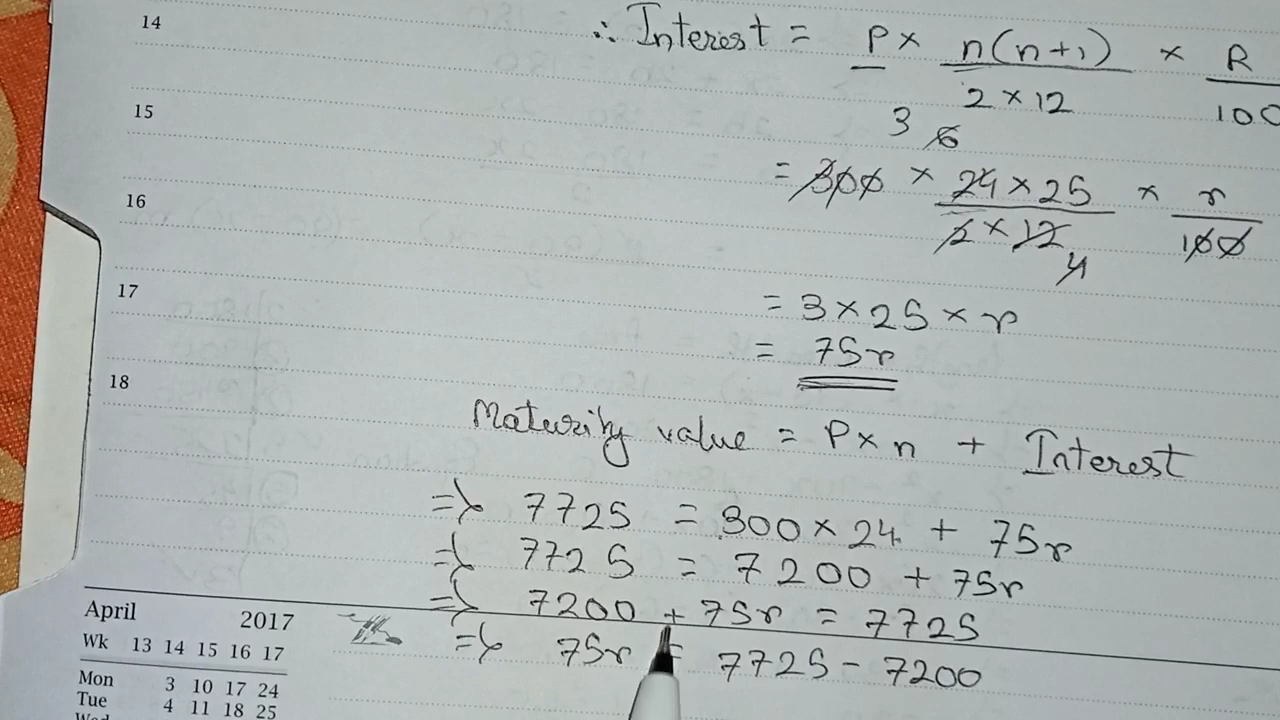 14
∴ Interest = P × n(n+1) / 2 × 12 × R / 100
15
3 6
= 300 × 24 × 25 / 2 × 12 × r / 100
4
16
17
= 3 × 25 × r
= 75r
18
Maturity value = P × n + Interest
=> 7725 = 300 × 24 + 75r
=> 7725 = 7200 + 75r
=> 7200 + 75r = 7725
=> 75r = 7725 - 7200
April 2017
Wk 13 14 15 16 17
Mon 3 10 17 24
Tue 4 11 18 25